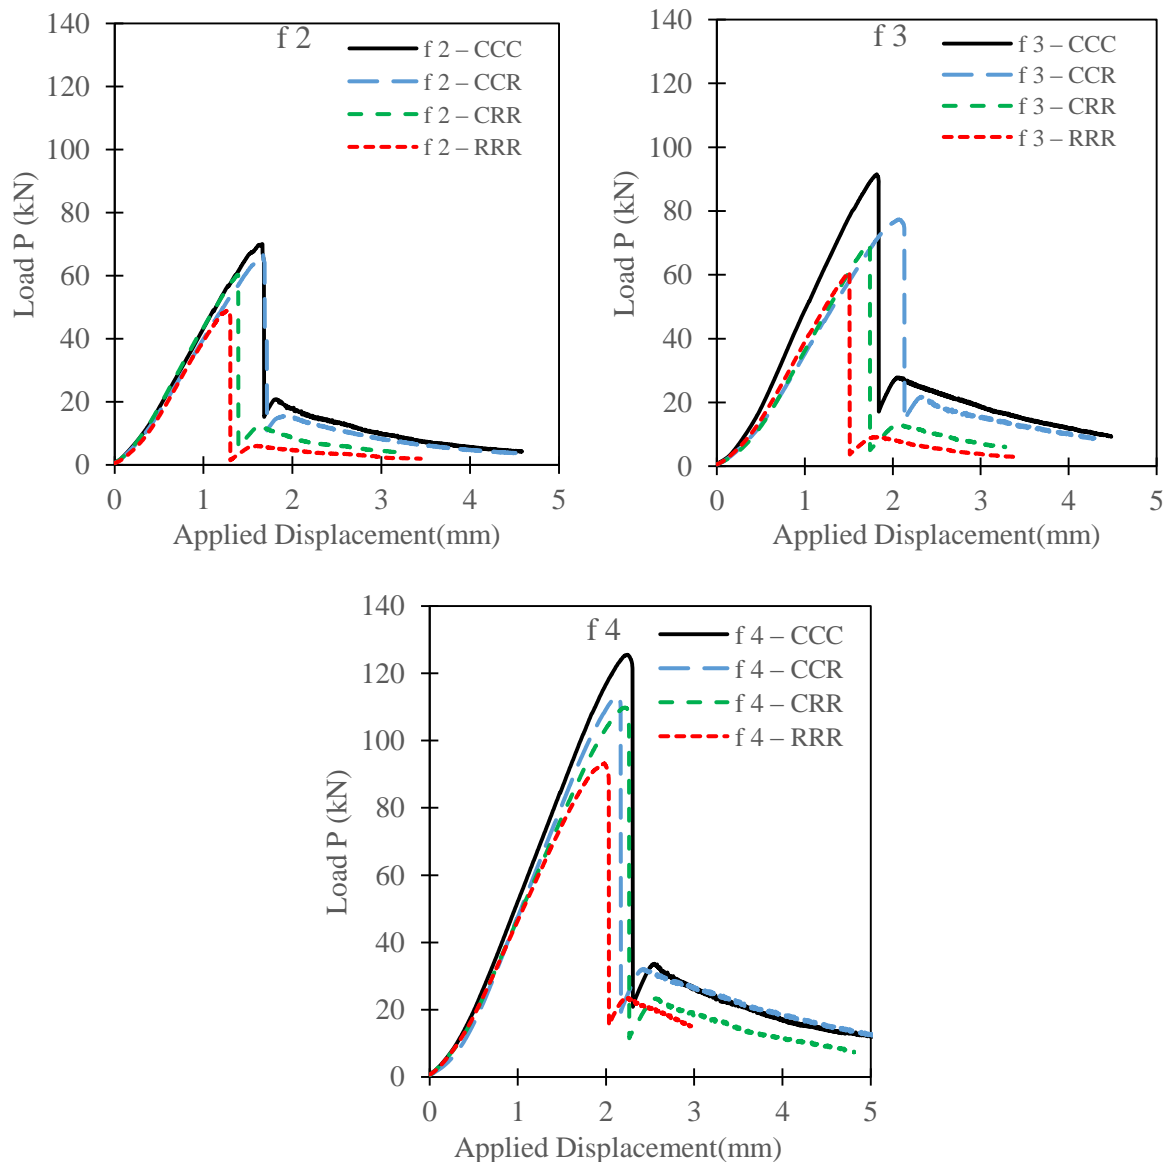 f 2
f 2 – CCC
f 2 – CCR
f 2 – CRR
f 2 – RRR
140
120
100
80
60
40
20
0
Load P (kN)
0 1 2 3 4 5
Applied Displacement(mm)
f 3
f 3 – CCC
f 3 – CCR
f 3 – CRR
f 3 – RRR
140
120
100
80
60
40
20
0
Load P (kN)
0 1 2 3 4 5
Applied Displacement(mm)
f 4
f 4 – CCC
f 4 – CCR
f 4 – CRR
f 4 – RRR
140
120
100
80
60
40
20
0
Load P (kN)
0 1 2 3 4 5
Applied Displacement(mm)